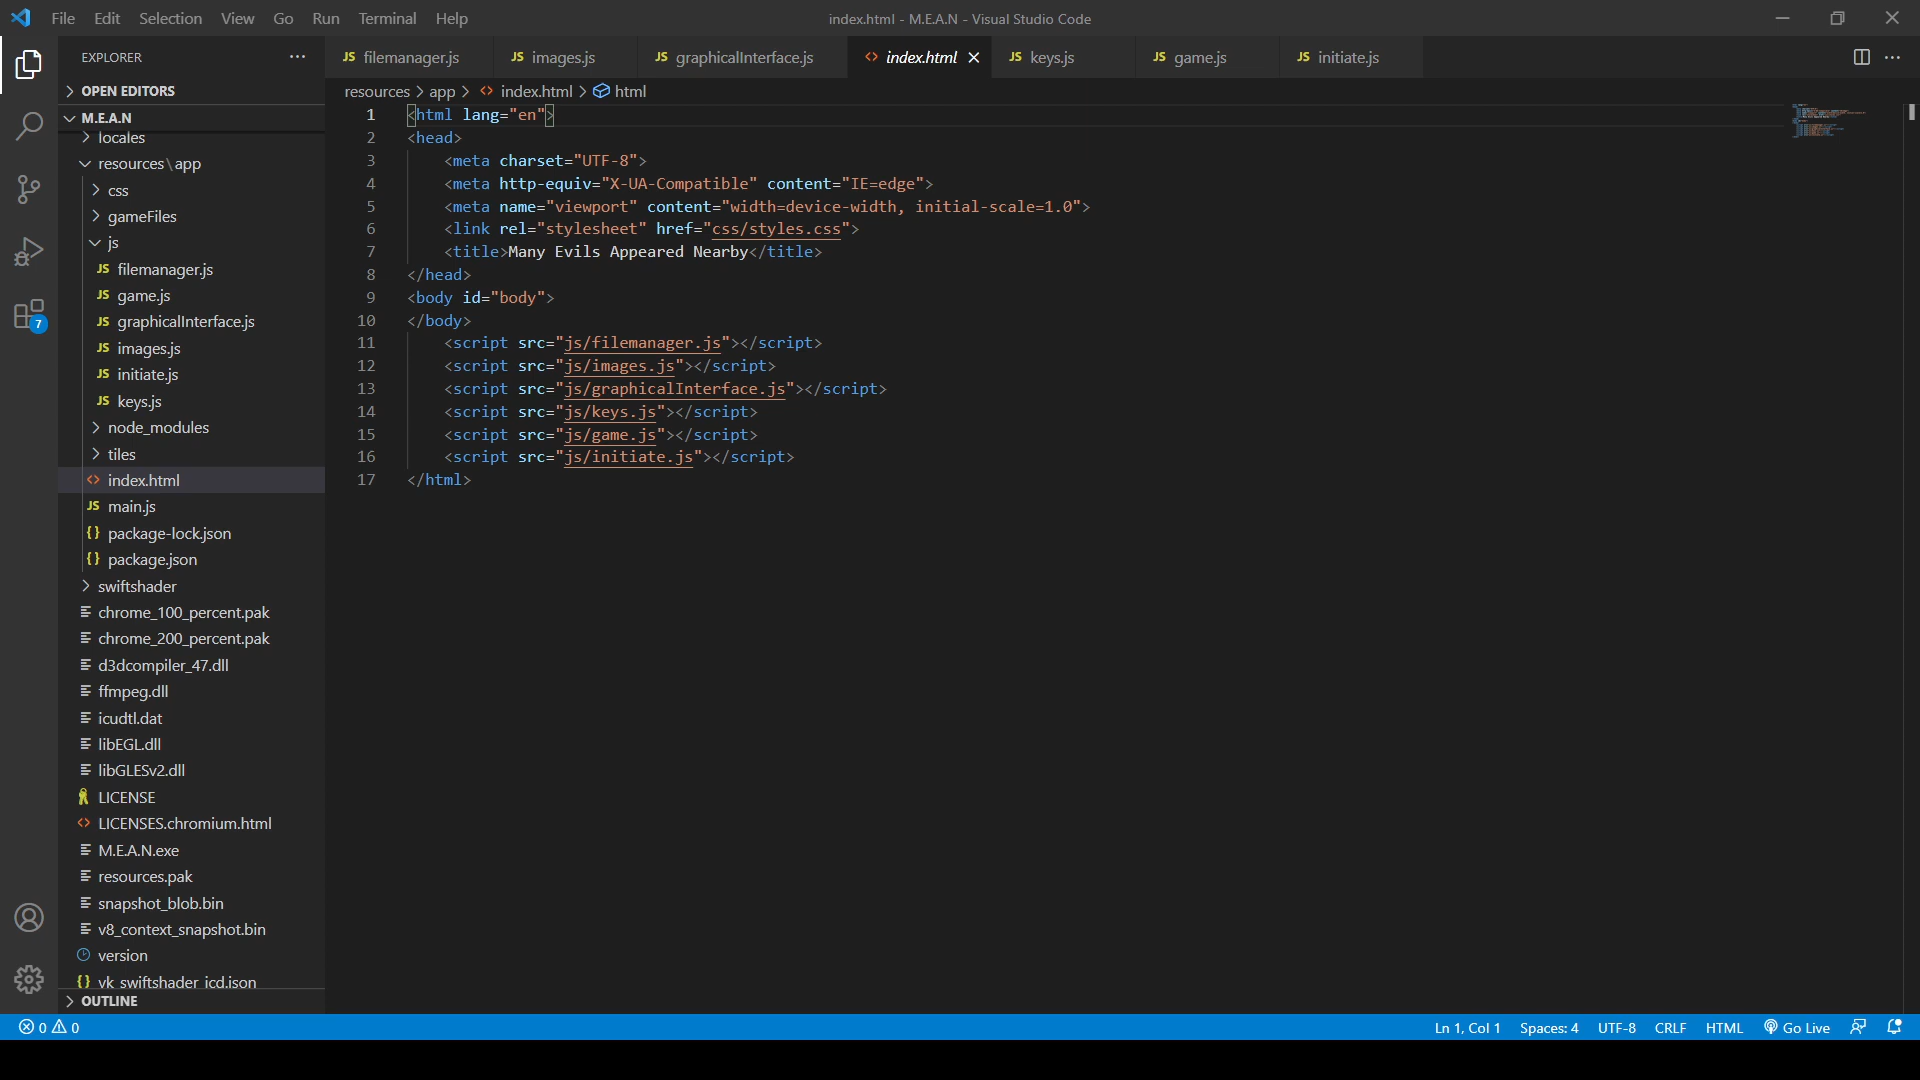 File Edit Selection View Go Run Terminal Help
index.html - M.E.A.N - Visual Studio Code
EXPLORER
JS filemanager.js JS images.js JS graphicalInterface.js <> index.html JS keys.js JS game.js JS initiate.js
resources > app > <> index.html > html
OPEN EDITORS
M.E.A.N
locales
resources \ app
css
gameFiles
js
JS filemanager.js
JS game.js
JS graphicalInterface.js
JS images.js
JS initiate.js
JS keys.js
node_modules
tiles
<> index.html
JS main.js
{} package-lock.json
{} package.json
swiftshader
chrome_100_percent.pak
chrome_200_percent.pak
d3dcompiler_47.dll
ffmpeg.dll
icudtl.dat
libEGL.dll
libGLESv2.dll
LICENSE
<> LICENSES.chromium.html
M.E.A.N.exe
resources.pak
snapshot_blob.bin
v8_context_snapshot.bin
version
{} vk_swiftshader_icd.json
OUTLINE
7
1 <html lang="en">
2 <head>
3 <meta charset="UTF-8">
4 <meta http-equiv="X-UA-Compatible" content="IE=edge">
5 <meta name="viewport" content="width=device-width, initial-scale=1.0">
6 <link rel="stylesheet" href="css/styles.css">
7 <title>Many Evils Appeared Nearby</title>
8 </head>
9 <body id="body">
10 </body>
11 <script src="js/filemanager.js"></script>
12 <script src="js/images.js"></script>
13 <script src="js/graphicalInterface.js"></script>
14 <script src="js/keys.js"></script>
15 <script src="js/game.js"></script>
16 <script src="js/initiate.js"></script>
17 </html>
0 0
Ln 1, Col 1 Spaces: 4 UTF-8 CRLF HTML Go Live